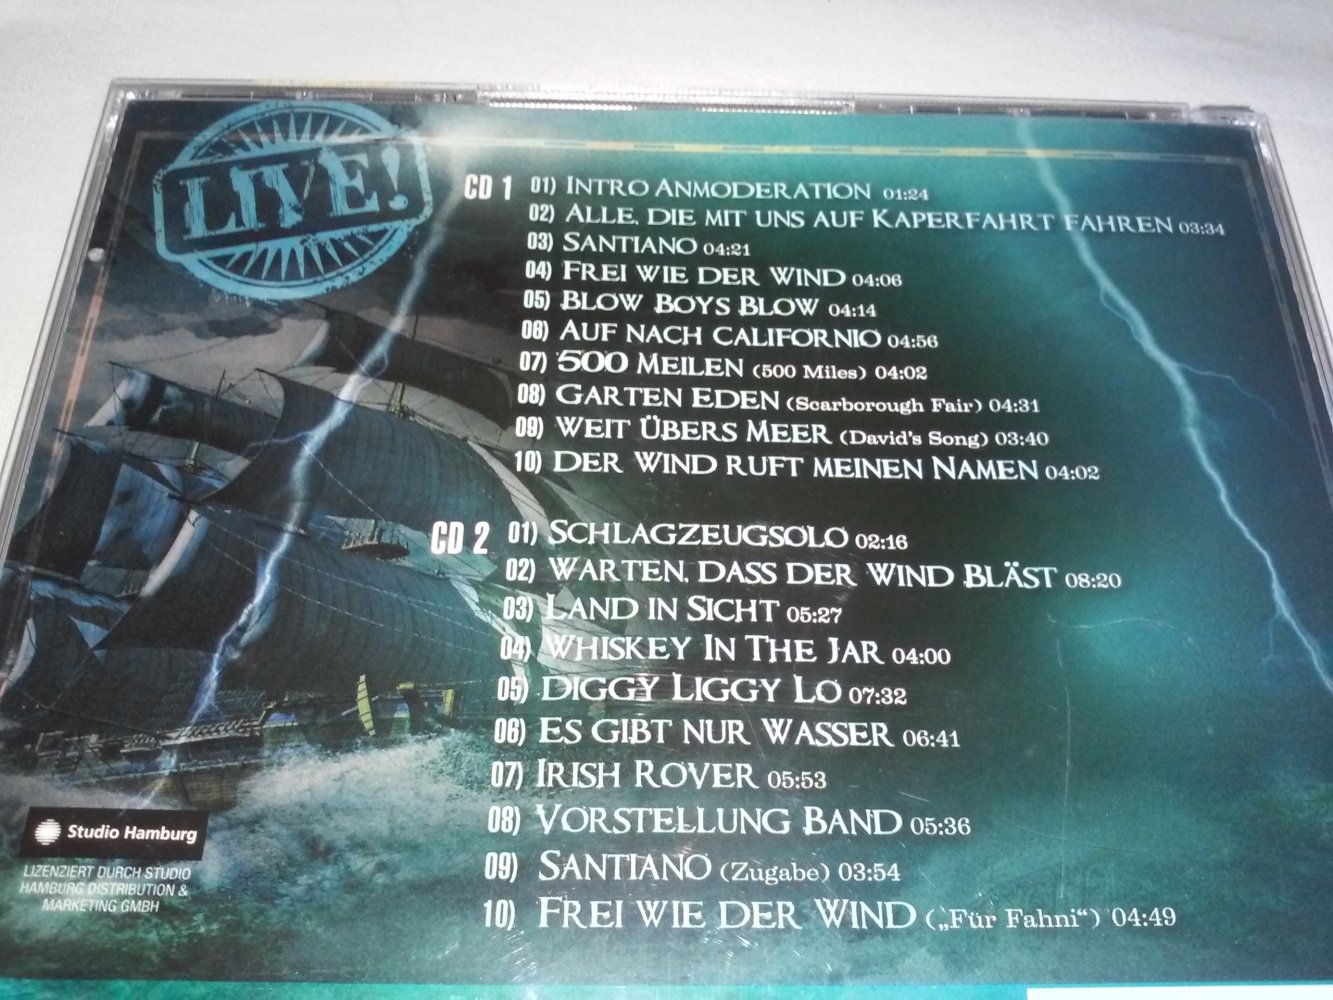 LIVE!
CD 1 01) INTRO ANMODERATION 01:24
02) ALLE, DIE MIT UNS AUF KAPERFAHRT FAHREN 03:34
03) SANTIANO 04:21
04) FREI WIE DER WIND 04:06
05) BLOW BOYS BLOW 04:14
06) AUF NACH CALIFORNIO 04:56
07) 500 MEILEN (500 Miles) 04:02
08) GARTEN EDEN (Scarborough Fair) 04:31
09) WEIT ÜBERS MEER (David's Song) 03:40
10) DER WIND RUFT MEINEN NAMEN 04:02
CD 2 01) SCHLAGZEUGSOLO 02:16
02) WARTEN, DASS DER WIND BLÄST 08:20
03) LAND IN SICHT 05:27
04) WHISKEY IN THE JAR 04:00
05) DIGGY LIGGY LO 07:32
06) ES GIBT NUR WASSER 06:41
07) IRISH ROVER 05:53
08) VORSTELLUNG BAND 05:36
09) SANTIANO (Zugabe) 03:54
10) FREI WIE DER WIND („Für Fahni“) 04:49
Studio Hamburg
LIZENZIERT DURCH STUDIO
HAMBURG DISTRIBUTION &
MARKETING GMBH